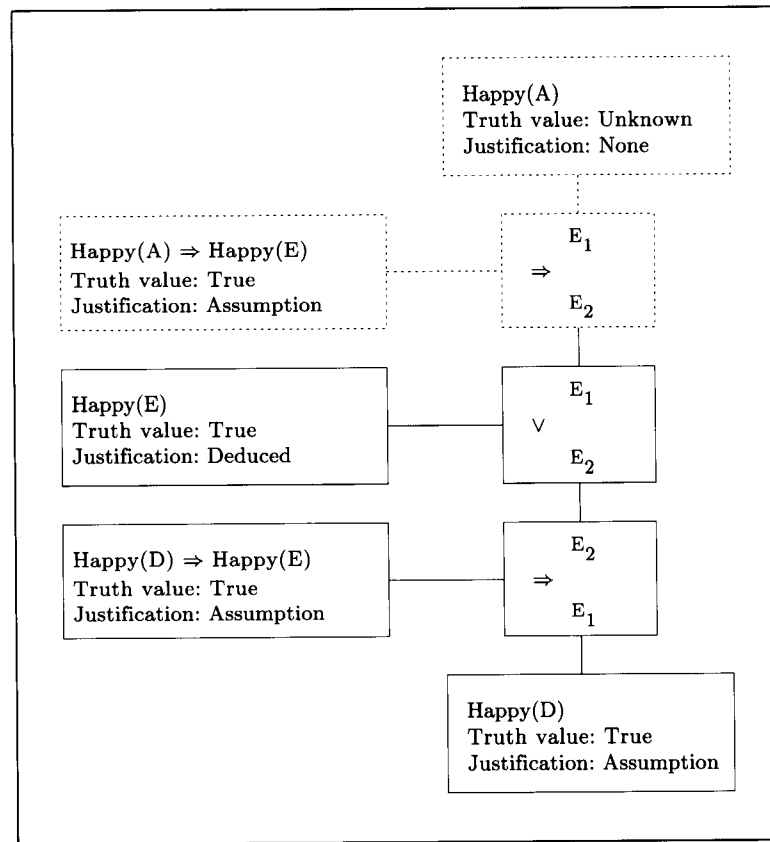 Happy(A)
Truth value: Unknown
Justification: None
Happy(A) ⇒ Happy(E)
Truth value: True
Justification: Assumption
E₁
⇒
E₂
Happy(E)
Truth value: True
Justification: Deduced
E₁
∨
E₂
Happy(D) ⇒ Happy(E)
Truth value: True
Justification: Assumption
E₂
⇒
E₁
Happy(D)
Truth value: True
Justification: Assumption